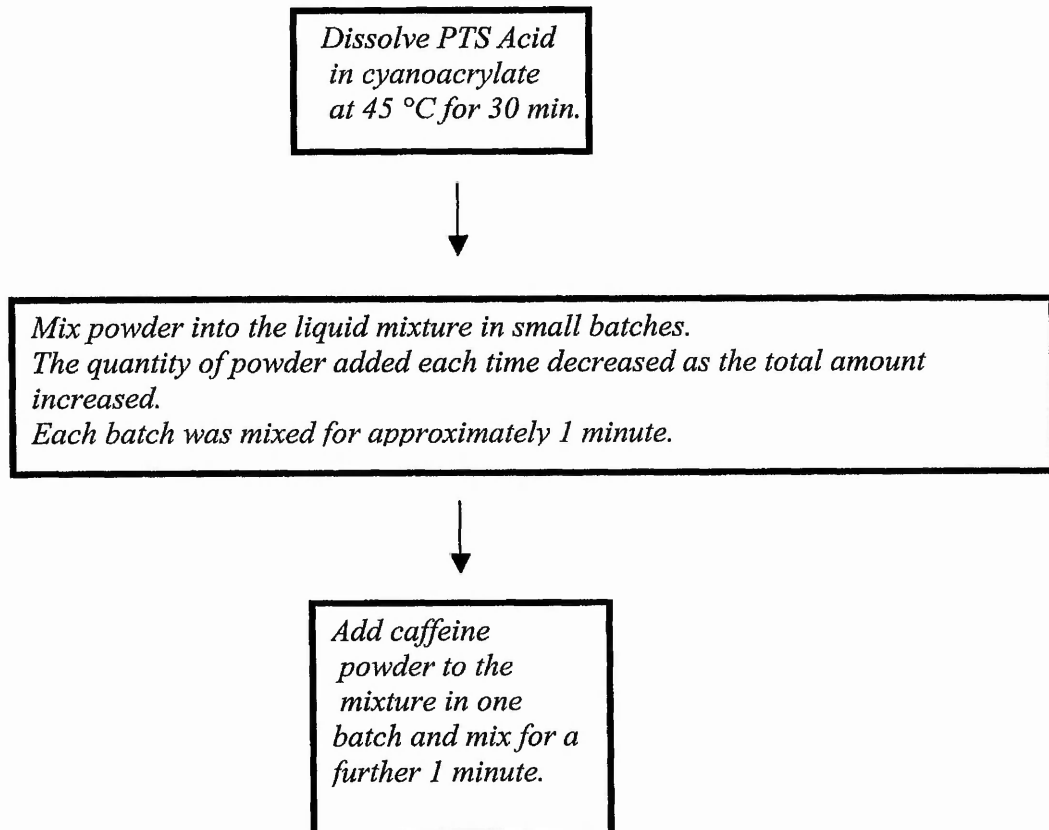 Dissolve PTS Acid
in cyanoacrylate
at 45 °C for 30 min.
Mix powder into the liquid mixture in small batches.
The quantity of powder added each time decreased as the total amount
increased.
Each batch was mixed for approximately 1 minute.
Add caffeine
powder to the
mixture in one
batch and mix for a
further 1 minute.